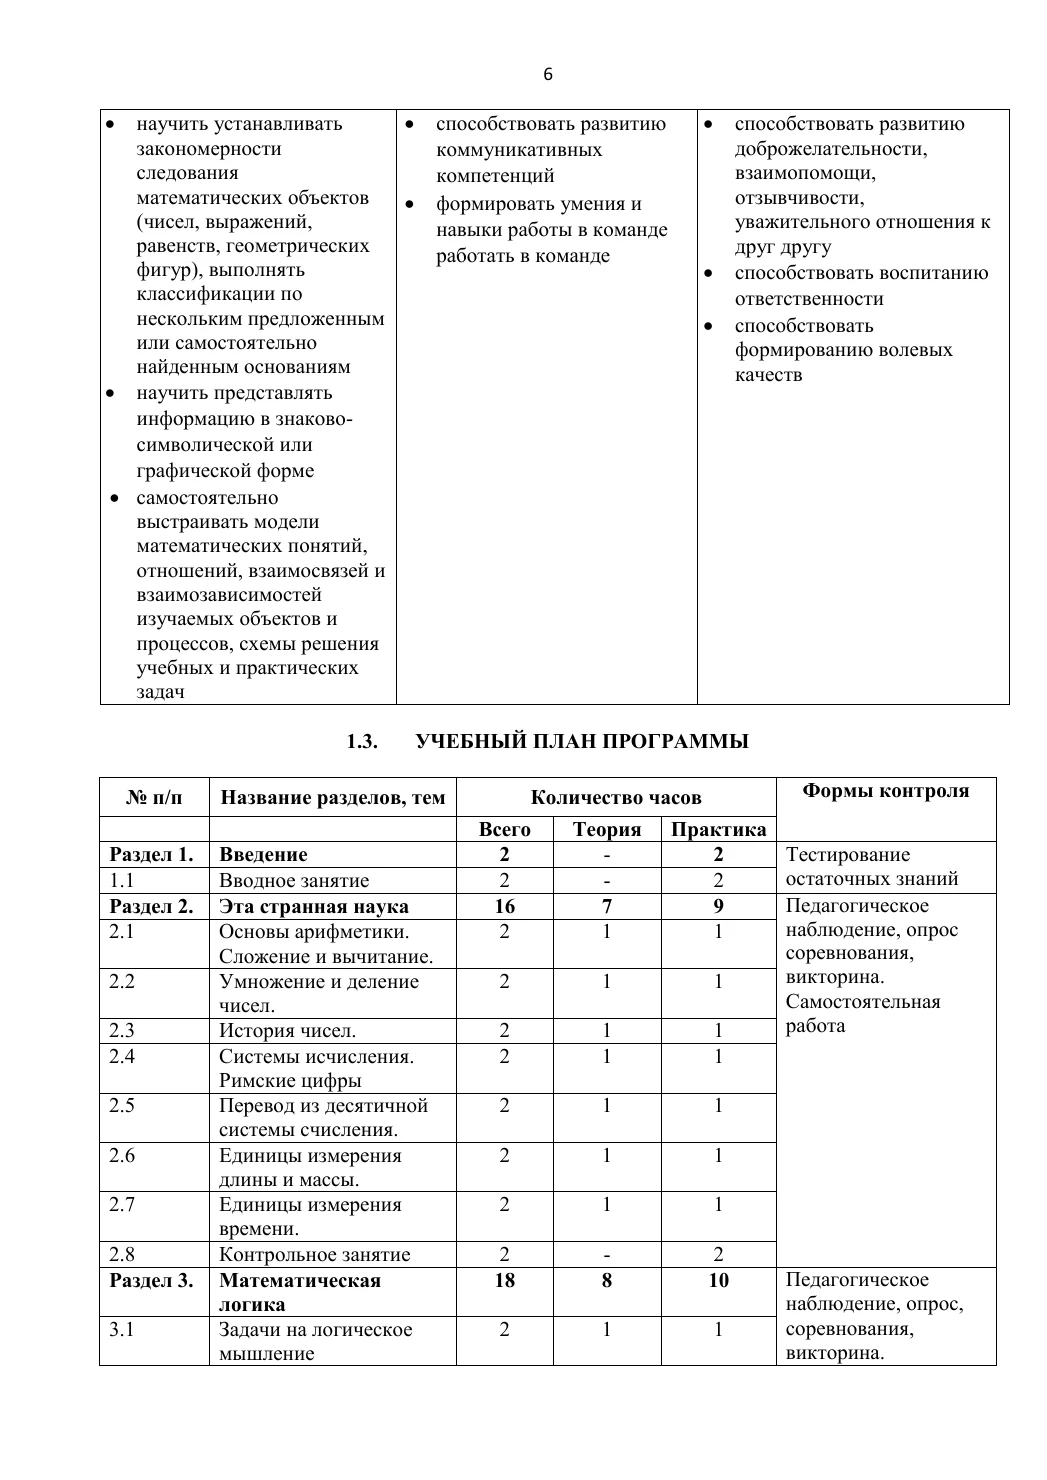 6
научить устанавливать
закономерности
следования
математических объектов
(чисел, выражений,
равенств, геометрических
фигур), выполнять
классификации по
нескольким предложенным
или самостоятельно
найденным основаниям
научить представлять
информацию в знаково-
символической или
графической форме
самостоятельно
выстраивать модели
математических понятий,
отношений, взаимосвязей и
взаимозависимостей
изучаемых объектов и
процессов, схемы решения
учебных и практических
задач
способствовать развитию
коммуникативных
компетенций
формировать умения и
навыки работы в команде
работать в команде
способствовать развитию
доброжелательности,
взаимопомощи,
отзывчивости,
уважительного отношения к
друг другу
способствовать воспитанию
ответственности
способствовать
формированию волевых
качеств
1.3. УЧЕБНЫЙ ПЛАН ПРОГРАММЫ
№ п/п Название разделов, тем Количество часов Формы контроля
Всего Теория Практика
Раздел 1. Введение 2 - 2 Тестирование
1.1 Вводное занятие 2 - 2 остаточных знаний
Раздел 2. Эта странная наука 16 7 9 Педагогическое
2.1 Основы арифметики. 2 1 1 наблюдение, опрос
Сложение и вычитание. соревнования,
2.2 Умножение и деление 2 1 1 викторина.
чисел. Самостоятельная
2.3 История чисел. 2 1 1 работа
2.4 Системы исчисления. 2 1 1
Римские цифры
2.5 Перевод из десятичной 2 1 1
системы счисления.
2.6 Единицы измерения 2 1 1
длины и массы.
2.7 Единицы измерения 2 1 1
времени.
2.8 Контрольное занятие 2 - 2
Раздел 3. Математическая 18 8 10 Педагогическое
логика наблюдение, опрос,
3.1 Задачи на логическое 2 1 1 соревнования,
мышление викторина.